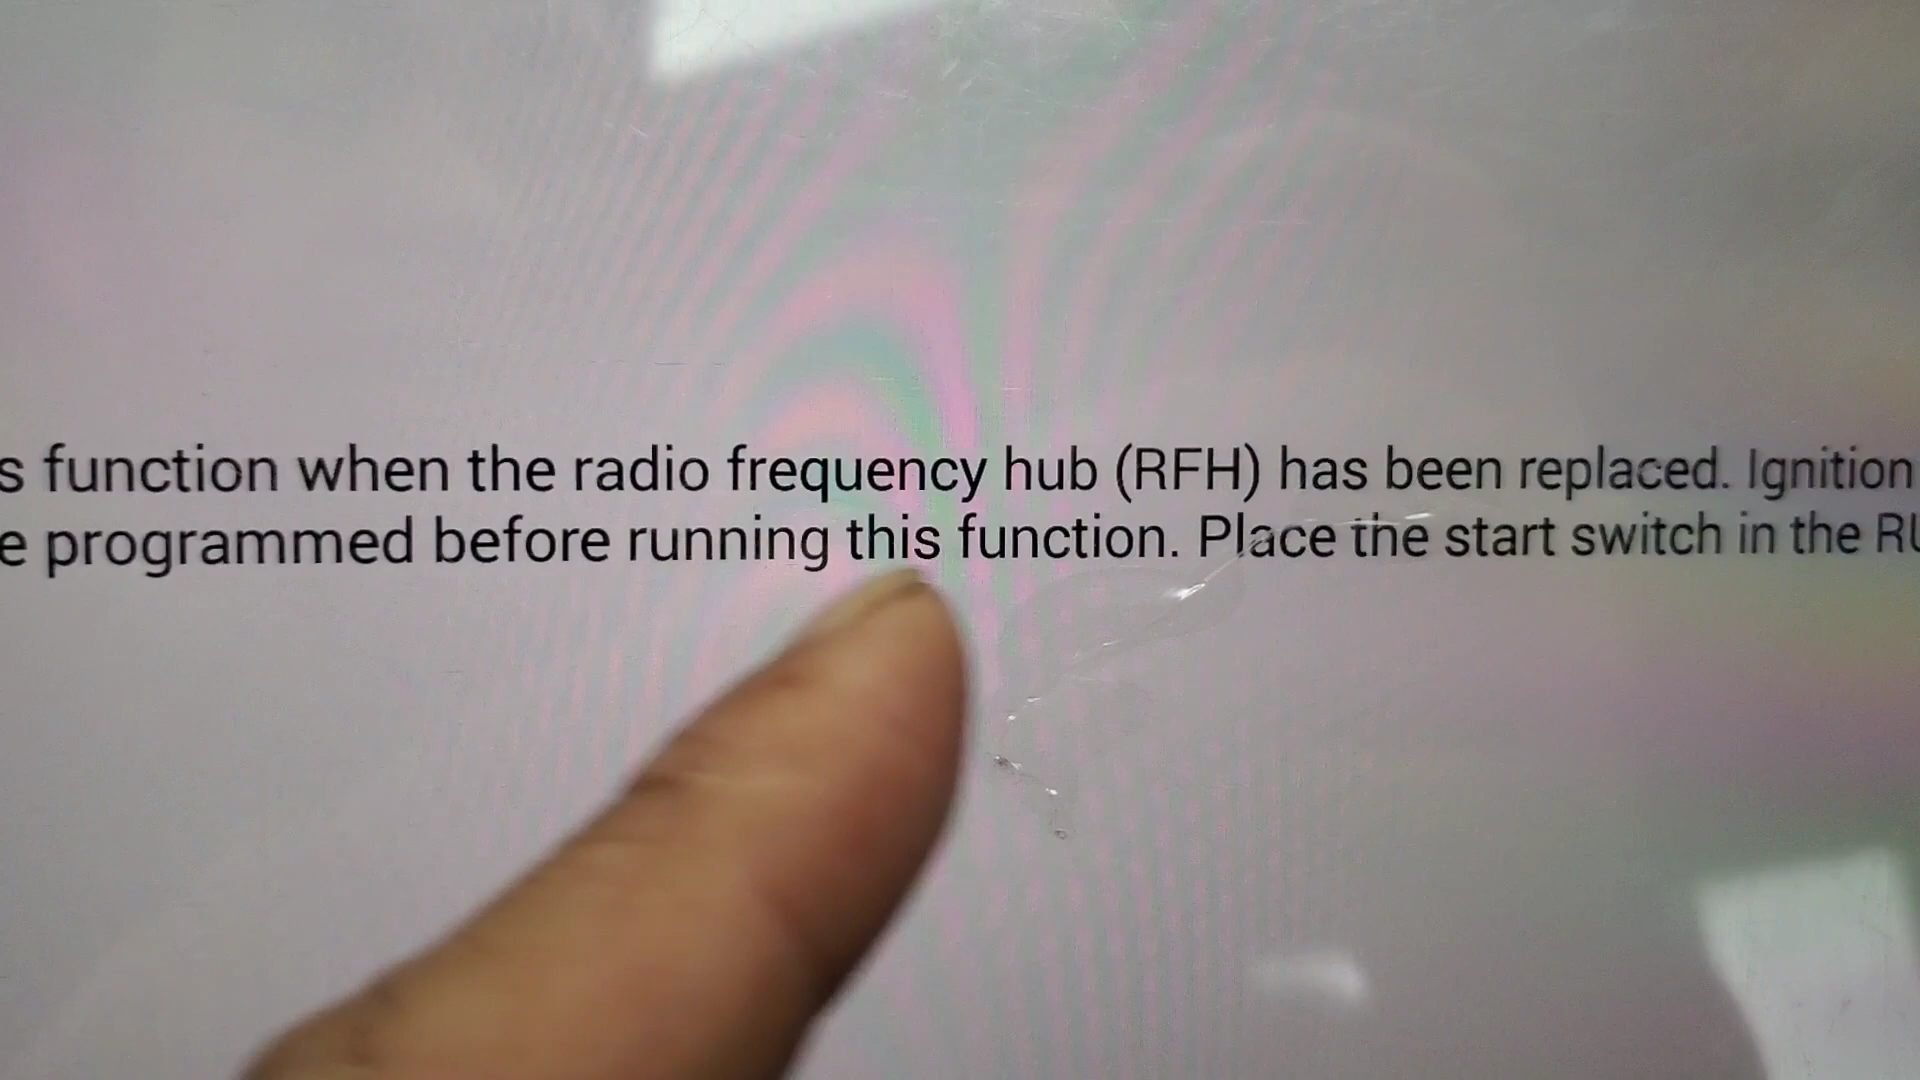 s function when the radio frequency hub (RFH) has been replaced. Ignition
e programmed before running this function. Place the start switch in the RU